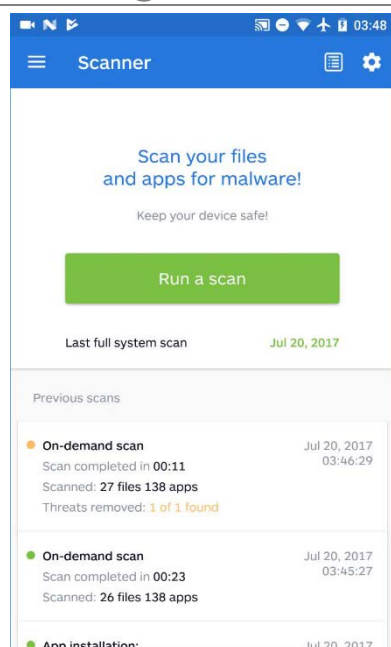 03:48
Scanner
Scan your files
and apps for malware!
Keep your device safe!
Run a scan
Last full system scan Jul 20, 2017
Previous scans
On-demand scan Jul 20, 2017
Scan completed in 00:11 03:46:29
Scanned: 27 files 138 apps
Threats removed: 1 of 1 found
On-demand scan Jul 20, 2017
Scan completed in 00:23 03:45:27
Scanned: 26 files 138 apps
App installation: Jul 20, 2017